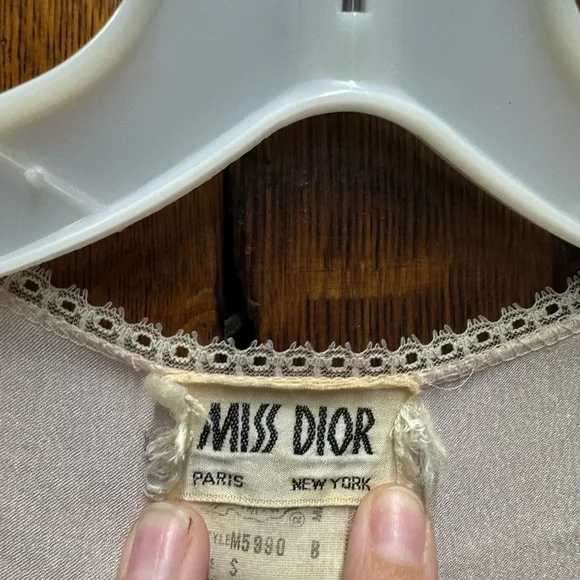 MISS DIOR
PARIS NEW YORK
®
M5990 B
S